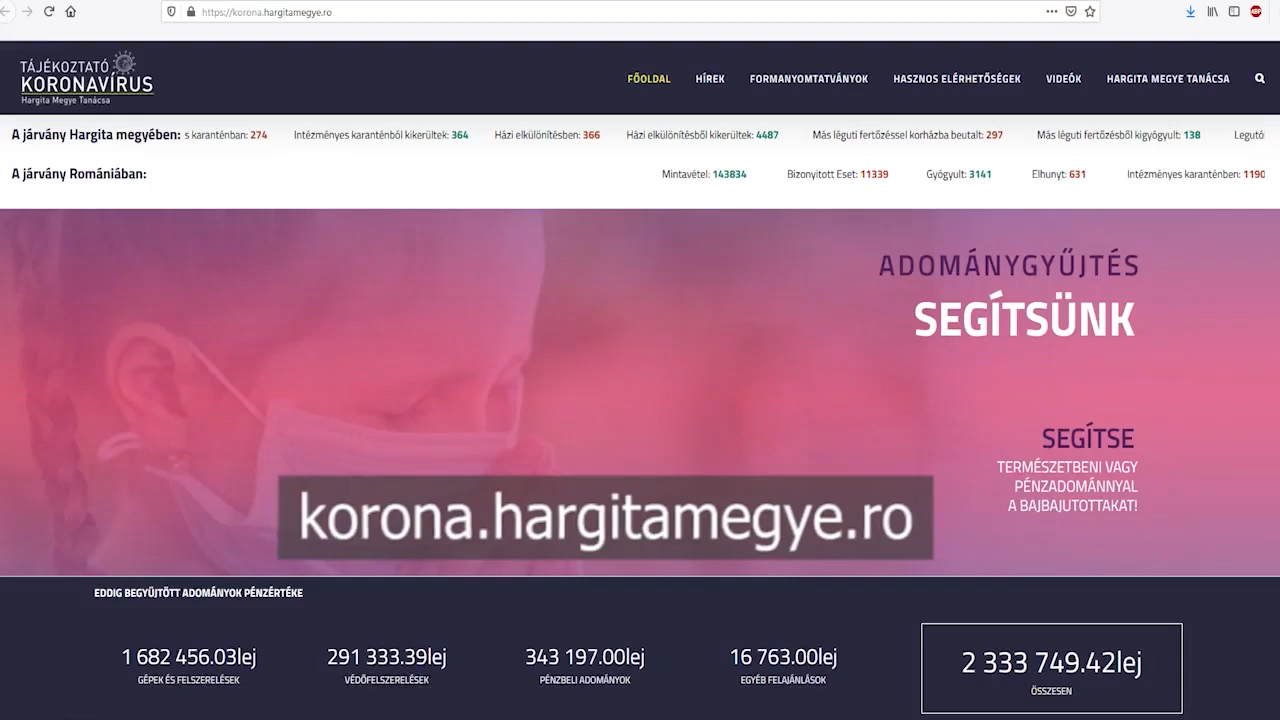 https://korona.hargitamegye.ro
TÁJÉKOZTATÓ
KORONAVÍRUS
Hargita Megye Tanácsa
FŐOLDAL HÍREK FORMANYOMTATVÁNYOK HASZNOS ELÉRHETŐSÉGEK VIDEÓK HARGITA MEGYE TANÁCSA
A járvány Hargita megyében: s karanténban: 274 Intézményes karanténból kikerültek: 364 Házi elkülönítésben: 366 Házi elkülönítésből kikerültek: 4487 Más léguti fertőzéssel korházba beutalt: 297 Más léguti fertőzésből kigyógyult: 138 Legutó
A járvány Romániában: Mintavétel: 143834 Bizonyitott Eset: 11339 Gyógyult: 3141 Elhunyt: 631 Intézményes karanténben: 1190
ADOMÁNYGYŰJTÉS
SEGÍTSÜNK
SEGÍTSE
TERMÉSZETBENI VAGY
PÉNZADOMÁNNYAL
A BAJBAJUTOTTAKAT!
korona.hargitamegye.ro
EDDIG BEGYŰJTÖTT ADOMÁNYOK PÉNZÉRTÉKE
1 682 456.03lej 291 333.39lej 343 197.00lej 16 763.00lej 2 333 749.42lej
GÉPEK ÉS FELSZERELÉSEK VÉDŐFELSZERELÉSEK PÉNZBELI ADOMÁNYOK EGYÉB FELAJÁNLÁSOK ÖSSZESEN